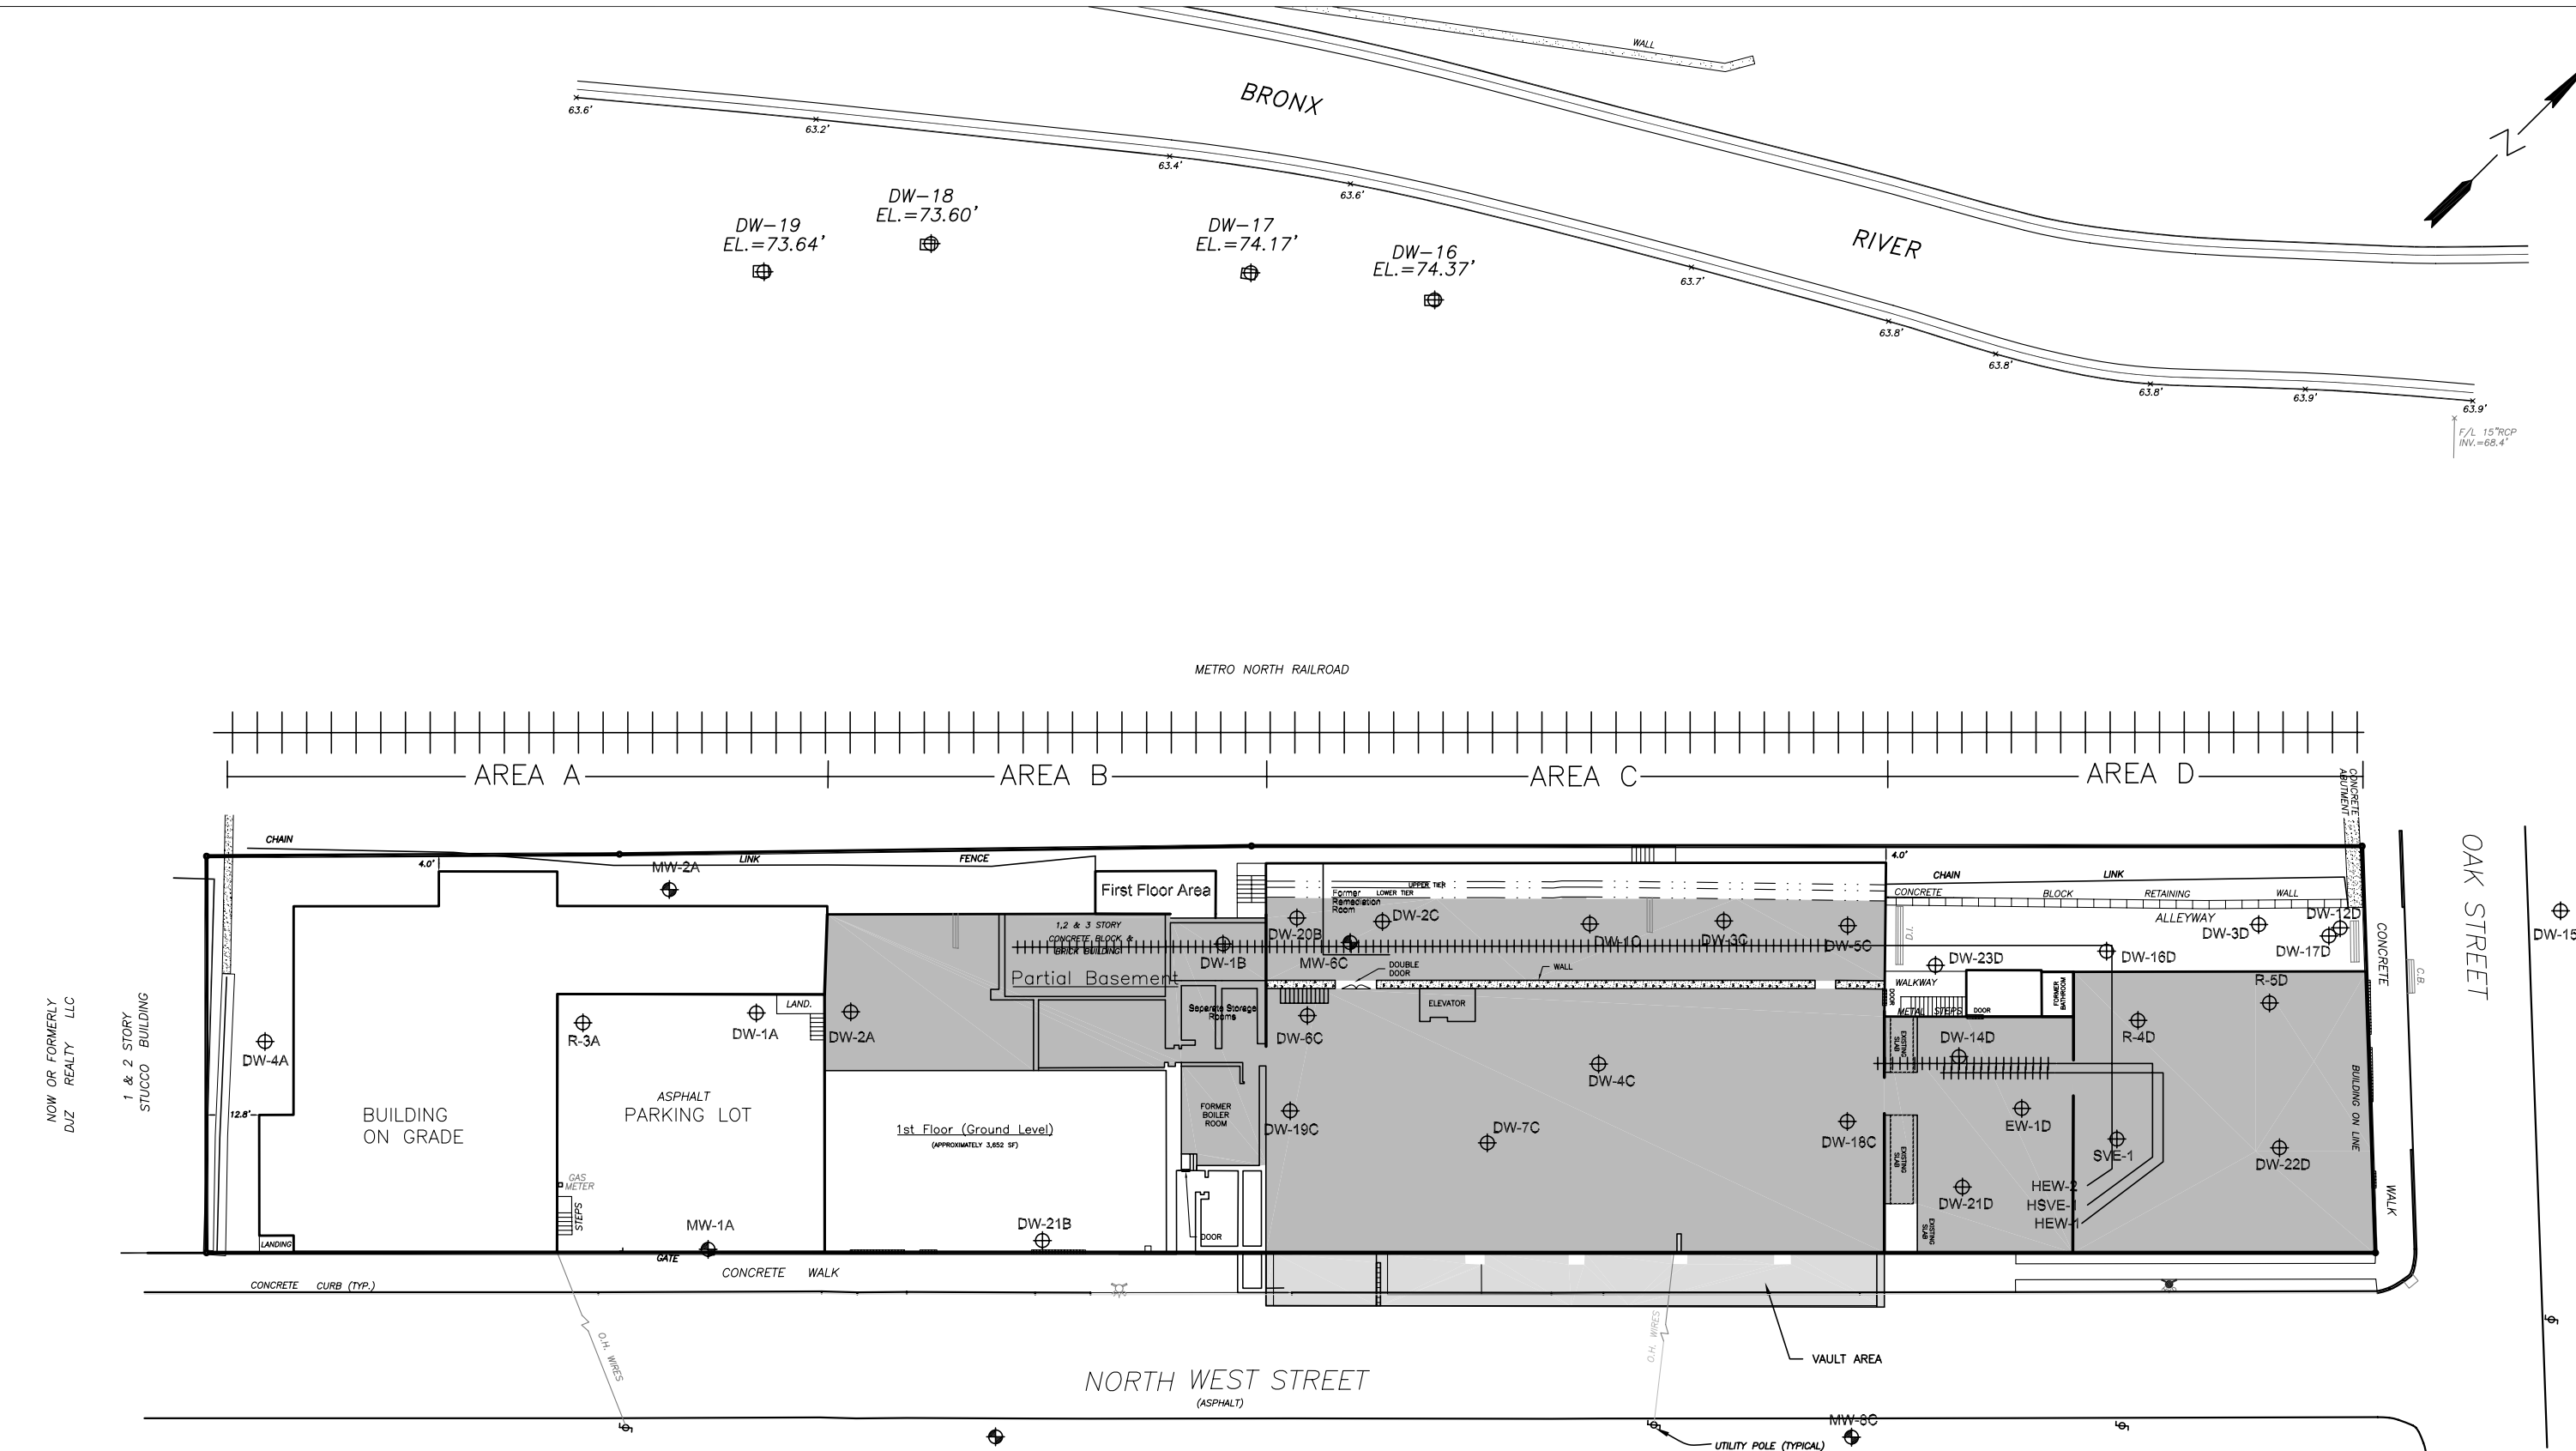 WALL
BRONX
RIVER
N
63.6'
63.2'
63.4'
63.6'
63.7'
63.8'
63.8'
63.8'
63.9'
63.9'
F/L 15"RCP
INV.=68.4'
DW-19
EL.=73.64'
DW-18
EL.=73.60'
DW-17
EL.=74.17'
DW-16
EL.=74.37'
METRO NORTH RAILROAD
AREA A
AREA B
AREA C
AREA D
CONCRETE
ABUTMENT
OAK STREET
CHAIN
LINK
FENCE
4.0'
MW-2A
First Floor Area
UPPER TIER
LOWER TIER
Former
Remediation
Room
4.0'
CHAIN
LINK
CONCRETE
BLOCK
RETAINING
WALL
ALLEYWAY
D.I.
DW-12D
DW-3D
DW-17D
DW-16D
DW-23D
DW-15
CONCRETE
C.B.
NOW OR FORMERLY
DJZ REALTY LLC
1 & 2 STORY
STUCCO BUILDING
1,2 & 3 STORY
CONCRETE BLOCK &
BRICK BUILDING
Partial Basement
DW-1B
DW-20B
DW-2C
MW-6C
DW-1C
DW-3C
DW-5C
DOUBLE
DOOR
WALL
ELEVATOR
Separate Storage
Rooms
DW-4A
R-3A
DW-1A
LAND.
DW-2A
DW-6C
DW-4C
WALKWAY
DOOR
METAL STEPS
DOOR
FORMER
BATHROOM
R-5D
R-4D
DW-14D
EXISTING
SLAB
BUILDING ON LINE
BUILDING
ON GRADE
12.8'
ASPHALT
PARKING LOT
1st Floor (Ground Level)
(APPROXIMATELY 3,652 SF)
FORMER
BOILER
ROOM
DW-19C
DW-7C
DW-18C
EW-1D
EXISTING
SLAB
SVE-1
DW-22D
HEW-2
HSVE-1
HEW-1
DW-21D
EXISTING
SLAB
GAS
METER
STEPS
MW-1A
LANDING
GATE
DW-21B
DOOR
WALK
CONCRETE WALK
CONCRETE CURB (TYP.)
O.H. WIRES
O.H. WIRES
VAULT AREA
NORTH WEST STREET
(ASPHALT)
MW-8C
UTILITY POLE (TYPICAL)